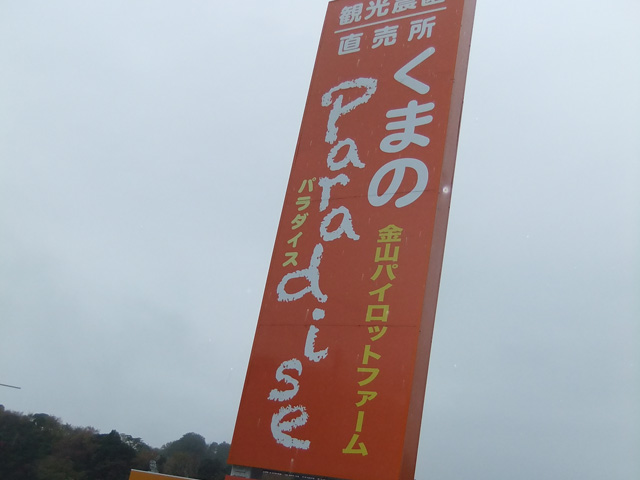 観光農園
直売所
くまの
Paradise
パラダイス
金山パイロットファーム